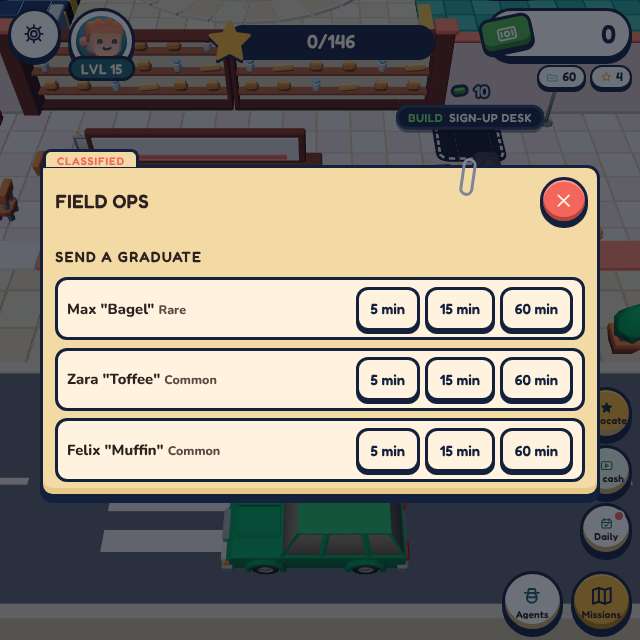 0/146
0
LVL 15
60
4
10
BUILD SIGN-UP DESK
CLASSIFIED
FIELD OPS
SEND A GRADUATE
Max "Bagel" Rare
5 min
15 min
60 min
Zara "Toffee" Common
5 min
15 min
60 min
Felix "Muffin" Common
5 min
15 min
60 min
cash
Daily
Agents
Missions